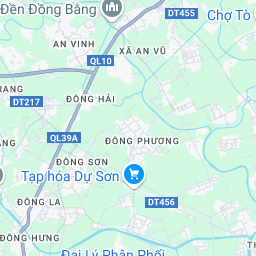 Đền Đồng Bằng
DT455
Chợ Tò
AN VINH
XÃ AN VŨ
QL10
RANG
ĐÔNG HẢI
DT217
QL39A
ĐÔNG PHƯƠNG
ĐÔNG SƠN
Tạp hóa Dự Sơn
DT456
ĐÔNG LA
ĐÔNG HƯNG
Đại Lý Phân Phối